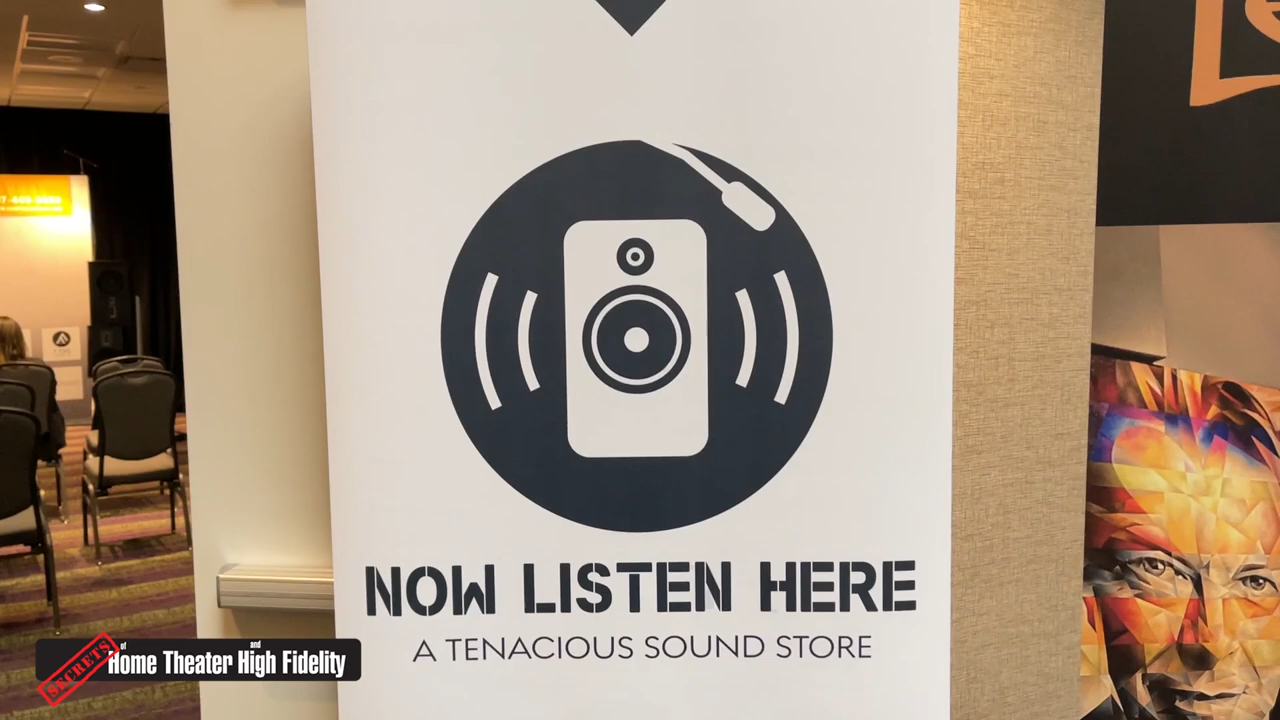 NOW LISTEN HERE
A TENACIOUS SOUND STORE
SECRETS of Home Theater and High Fidelity